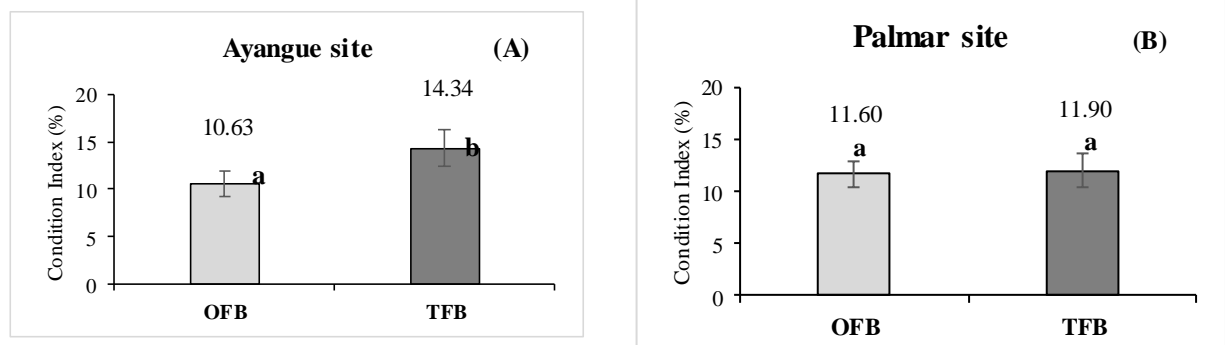 Ayangue site (A)
Condition Index (%)
20
15
10
5
0
10.63
14.34
a
b
OFB TFB
Palmar site (B)
Condition Index (%)
20
15
10
5
0
11.60
11.90
a
a
OFB TFB